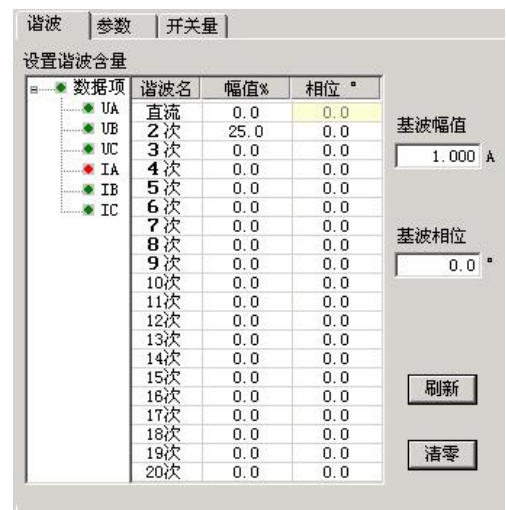 谐波 参数 开关量
设置谐波含量
数据项
UA
UB
UC
IA
IB
IC
谐波名 幅值% 相位 °
直流 0.0 0.0
2次 25.0 0.0
3次 0.0 0.0
4次 0.0 0.0
5次 0.0 0.0
6次 0.0 0.0
7次 0.0 0.0
8次 0.0 0.0
9次 0.0 0.0
10次 0.0 0.0
11次 0.0 0.0
12次 0.0 0.0
13次 0.0 0.0
14次 0.0 0.0
15次 0.0 0.0
16次 0.0 0.0
17次 0.0 0.0
18次 0.0 0.0
19次 0.0 0.0
20次 0.0 0.0
基波幅值
1.000 A
基波相位
0.0 °
刷新
清零